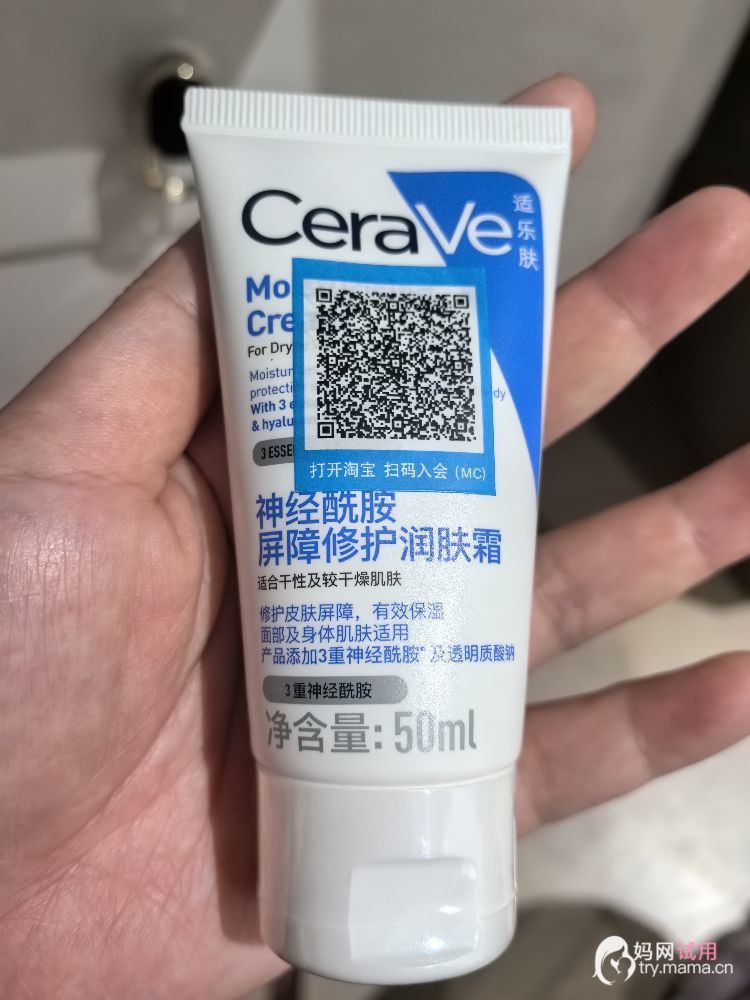 CeraVe
适乐肤
Mo
Cre
For Dry
Moistur
protecti dy
With 3 e
& hyalu
3 ESSE
打开淘宝 扫码入会 (MC)
神经酰胺
屏障修护润肤霜
适合干性及较干燥肌肤
修护皮肤屏障，有效保湿
面部及身体肌肤适用
产品添加3重神经酰胺*及透明质酸钠
3重神经酰胺
净含量: 50ml
妈网试用
try.mama.cn